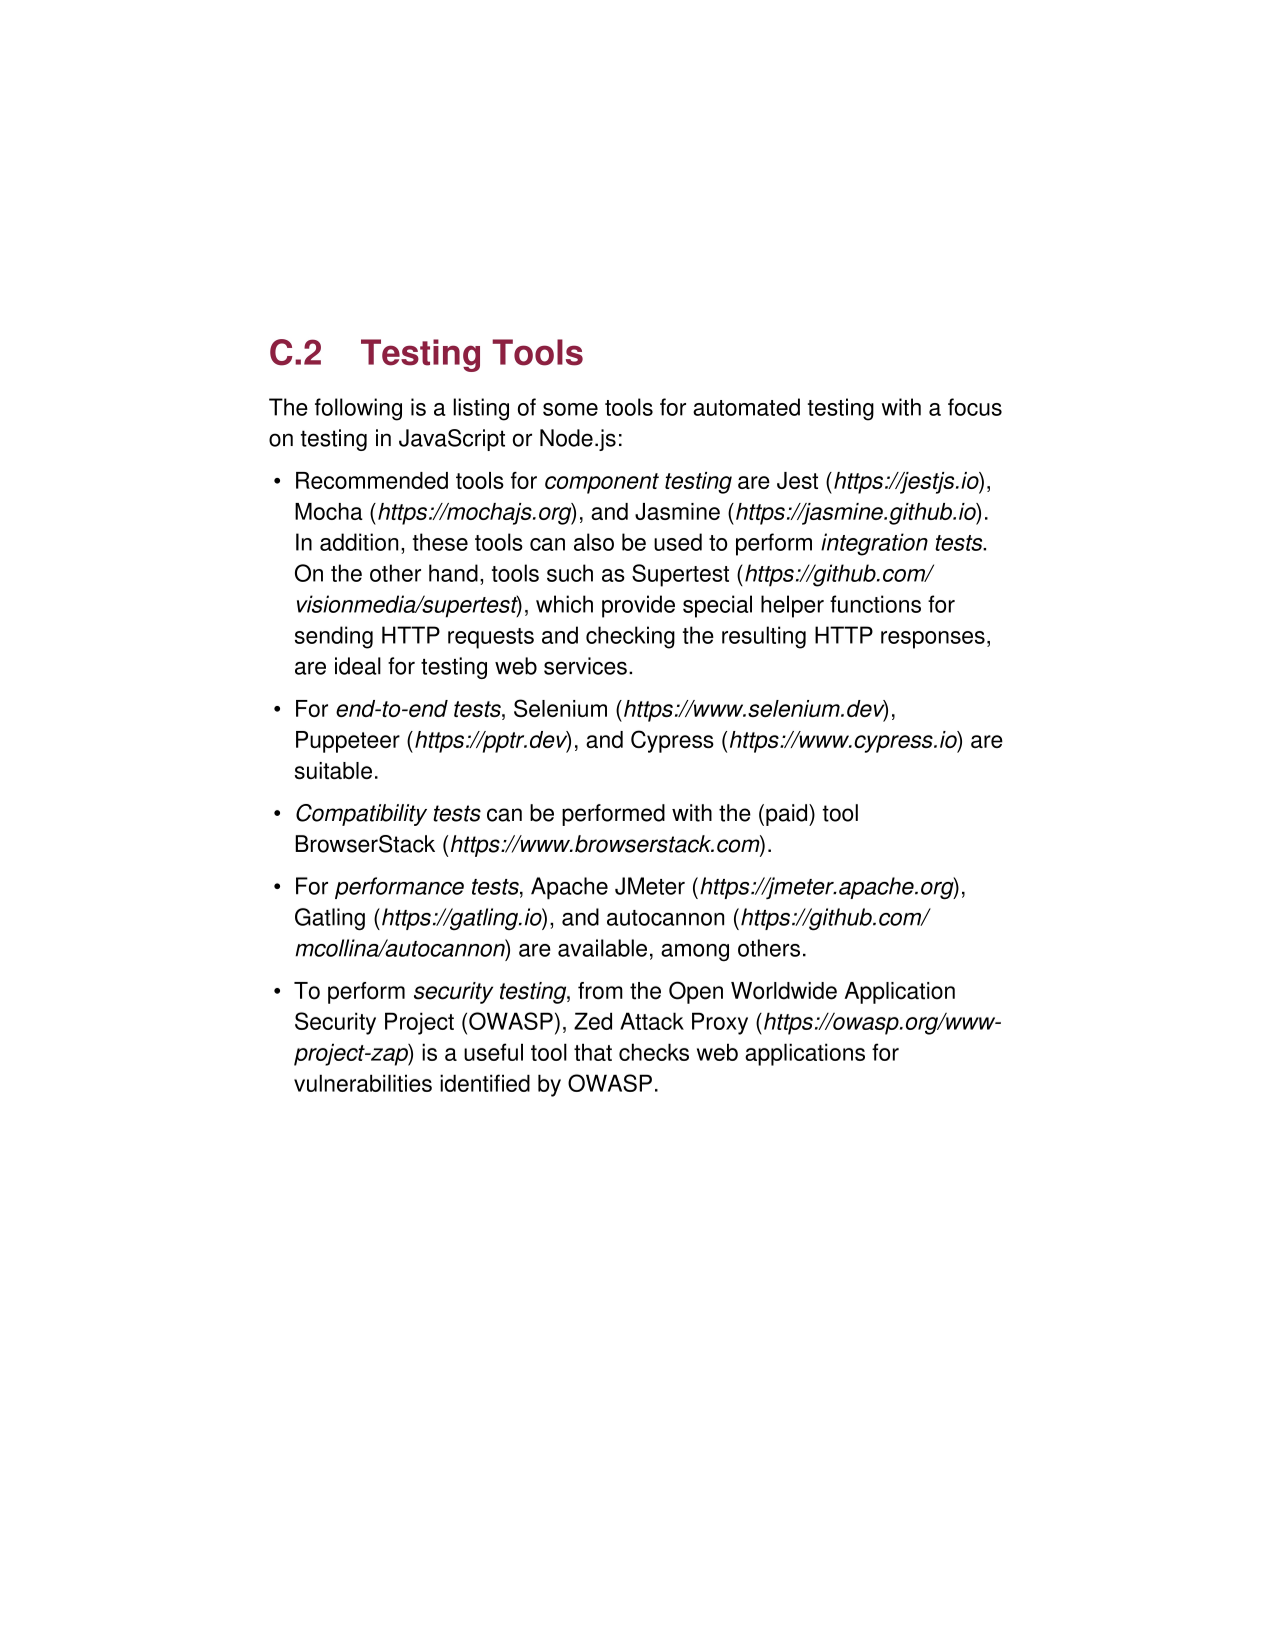 C.2 Testing Tools
The following is a listing of some tools for automated testing with a focus
on testing in JavaScript or Node.js:
• Recommended tools for component testing are Jest (https://jestjs.io),
Mocha (https://mochajs.org), and Jasmine (https://jasmine.github.io).
In addition, these tools can also be used to perform integration tests.
On the other hand, tools such as Supertest (https://github.com/
visionmedia/supertest), which provide special helper functions for
sending HTTP requests and checking the resulting HTTP responses,
are ideal for testing web services.
• For end-to-end tests, Selenium (https://www.selenium.dev),
Puppeteer (https://pptr.dev), and Cypress (https://www.cypress.io) are
suitable.
• Compatibility tests can be performed with the (paid) tool
BrowserStack (https://www.browserstack.com).
• For performance tests, Apache JMeter (https://jmeter.apache.org),
Gatling (https://gatling.io), and autocannon (https://github.com/
mcollina/autocannon) are available, among others.
• To perform security testing, from the Open Worldwide Application
Security Project (OWASP), Zed Attack Proxy (https://owasp.org/www-
project-zap) is a useful tool that checks web applications for
vulnerabilities identified by OWASP.